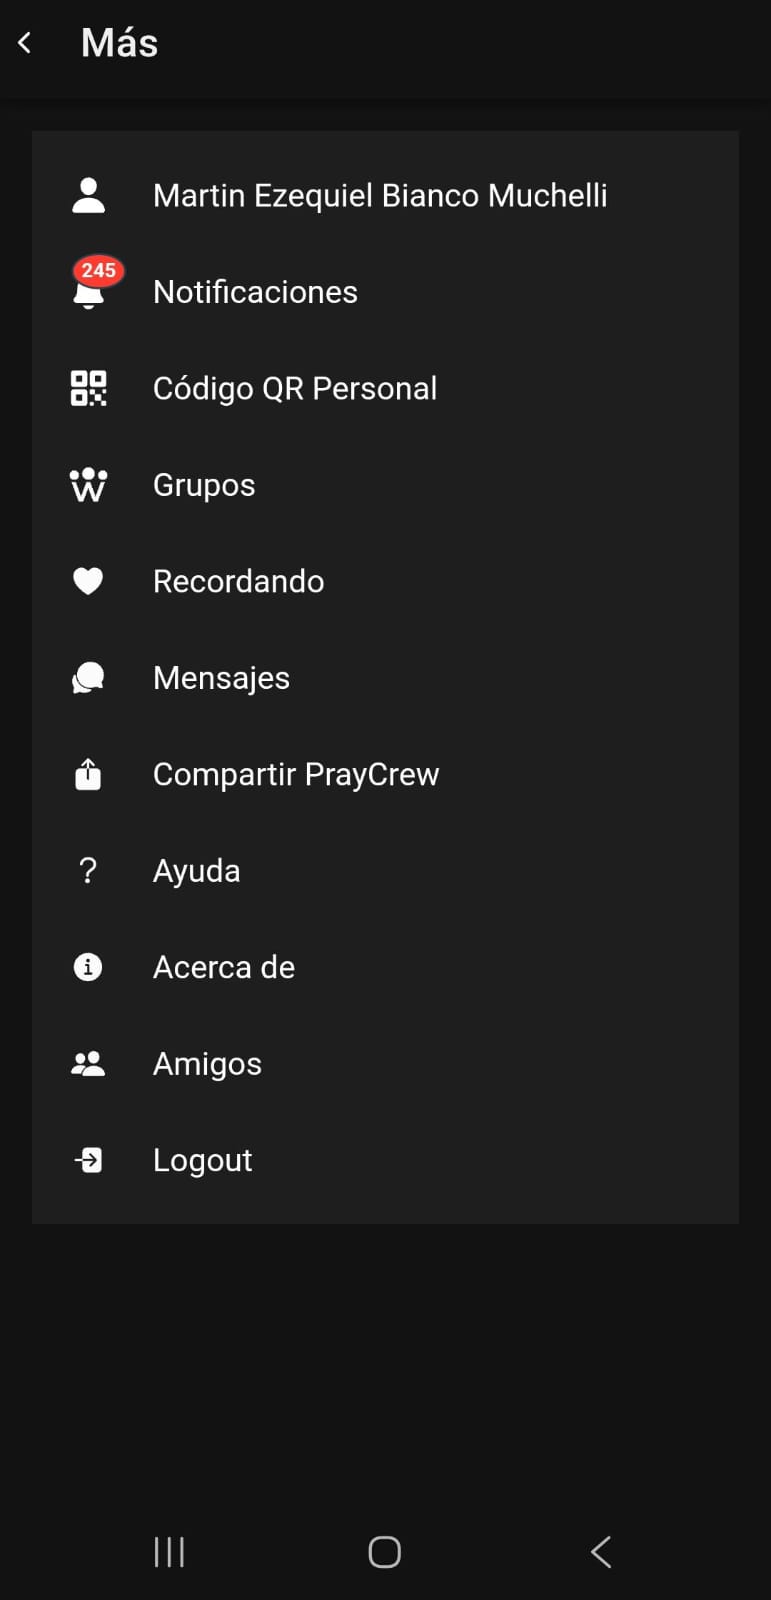 Más
Martin Ezequiel Bianco Muchelli
245
Notificaciones
Código QR Personal
Grupos
Recordando
Mensajes
Compartir PrayCrew
Ayuda
Acerca de
Amigos
Logout